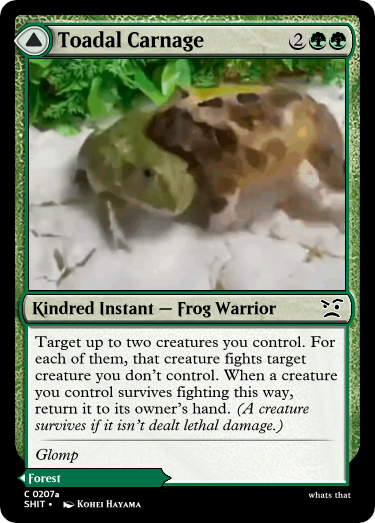 Toadal Carnage 2
Kindred Instant — Frog Warrior
Target up to two creatures you control. For
each of them, that creature fights target
creature you don't control. When a creature
you control survives fighting this way,
return it to its owner's hand. (A creature
survives if it isn't dealt lethal damage.)
Glomp
Forest
C 0207a
whats that
SHIT • Kohei Hayama